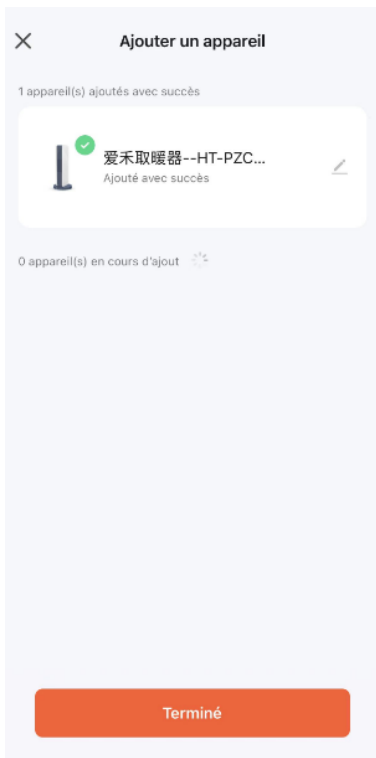 Ajouter un appareil
1 appareil(s) ajoutés avec succès
爱禾取暖器--HT-PZC...
Ajouté avec succès
0 appareil(s) en cours d'ajout
Terminé